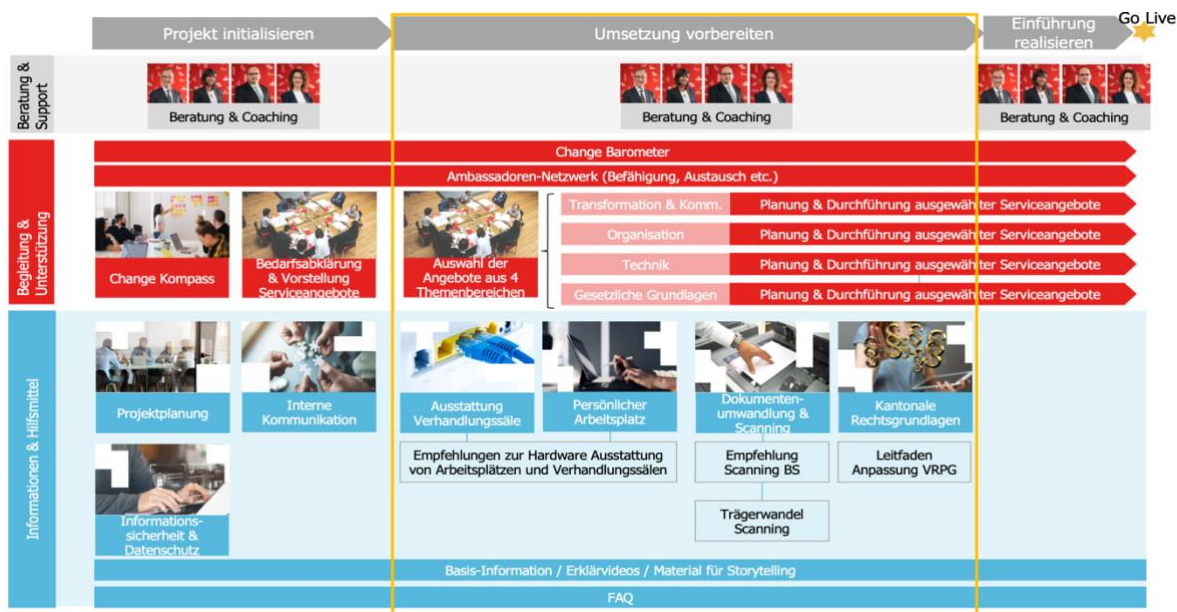 Go Live
Projekt initialisieren
Umsetzung vorbereiten
Einführung
realisieren
Beratung &
Support
Beratung & Coaching
Beratung & Coaching
Beratung & Coaching
Begleitung &
Unterstützung
Change Barometer
Ambassadoren-Netzwerk (Befähigung, Austausch etc.)
Change Kompass
Bedarfsabklärung
& Vorstellung
Serviceangebote
Auswahl der
Angebote aus 4
Themenbereichen
Transformation & Komm.
Planung & Durchführung ausgewählter Serviceangebote
Organisation
Planung & Durchführung ausgewählter Serviceangebote
Technik
Planung & Durchführung ausgewählter Serviceangebote
Gesetzliche Grundlagen
Planung & Durchführung ausgewählter Serviceangebote
Informationen & Hilfsmittel
Projektplanung
Interne
Kommunikation
Ausstattung
Verhandlungssäle
Persönlicher
Arbeitsplatz
Dokumenten-
umwandlung &
Scanning
Kantonale
Rechtsgrundlagen
Empfehlungen zur Hardware Ausstattung
von Arbeitsplätzen und Verhandlungssälen
Empfehlung
Scanning BS
Leitfaden
Anpassung VRPG
Trägerwandel
Scanning
Informations-
sicherheit &
Datenschutz
Basis-Information / Erklärvideos / Material für Storytelling
FAQ